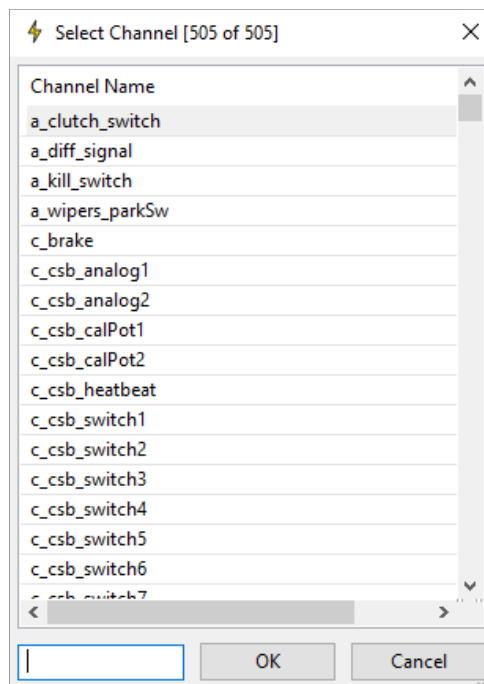 Select Channel [505 of 505]
Channel Name
a_clutch_switch
a_diff_signal
a_kill_switch
a_wipers_parkSw
c_brake
c_csb_analog1
c_csb_analog2
c_csb_calPot1
c_csb_calPot2
c_csb_heatbeat
c_csb_switch1
c_csb_switch2
c_csb_switch3
c_csb_switch4
c_csb_switch5
c_csb_switch6
c_csb_switch7
OK Cancel